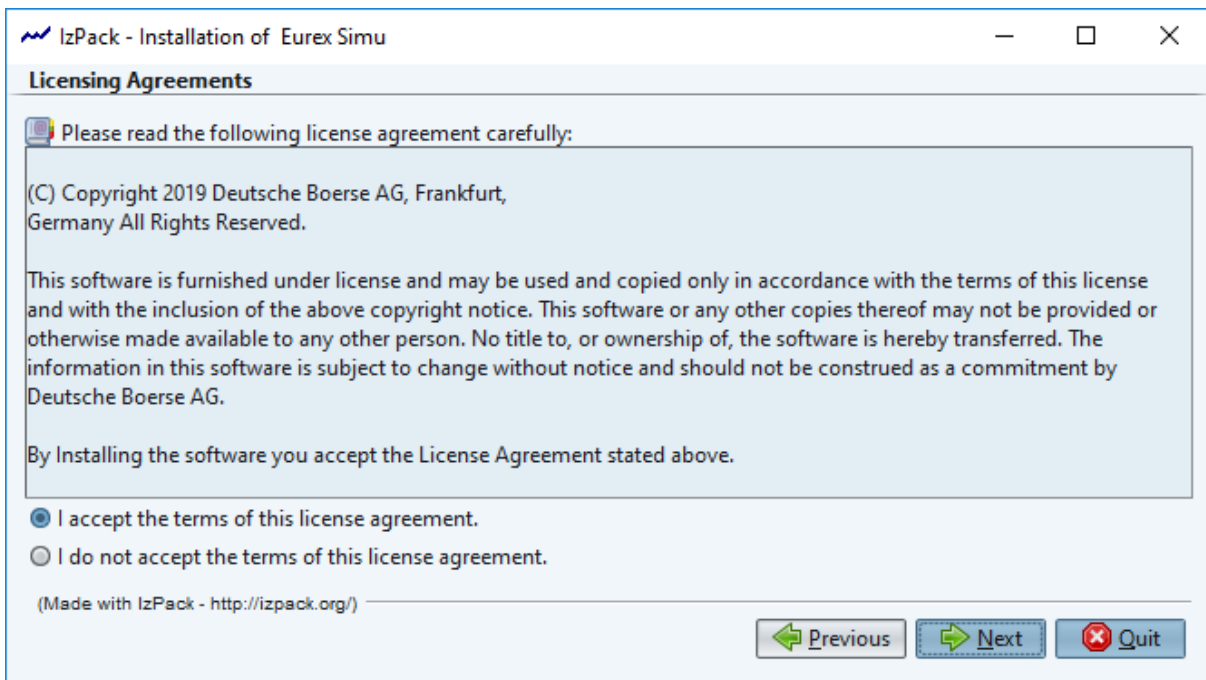 IzPack - Installation of  Eurex Simu
Licensing Agreements
Please read the following license agreement carefully:
(C) Copyright 2019 Deutsche Boerse AG, Frankfurt,
Germany All Rights Reserved.
This software is furnished under license and may be used and copied only in accordance with the terms of this license
and with the inclusion of the above copyright notice. This software or any other copies thereof may not be provided or
otherwise made available to any other person. No title to, or ownership of, the software is hereby transferred. The
information in this software is subject to change without notice and should not be construed as a commitment by
Deutsche Boerse AG.
By Installing the software you accept the License Agreement stated above.
I accept the terms of this license agreement.
I do not accept the terms of this license agreement.
(Made with IzPack - http://izpack.org/)
Previous Next Quit